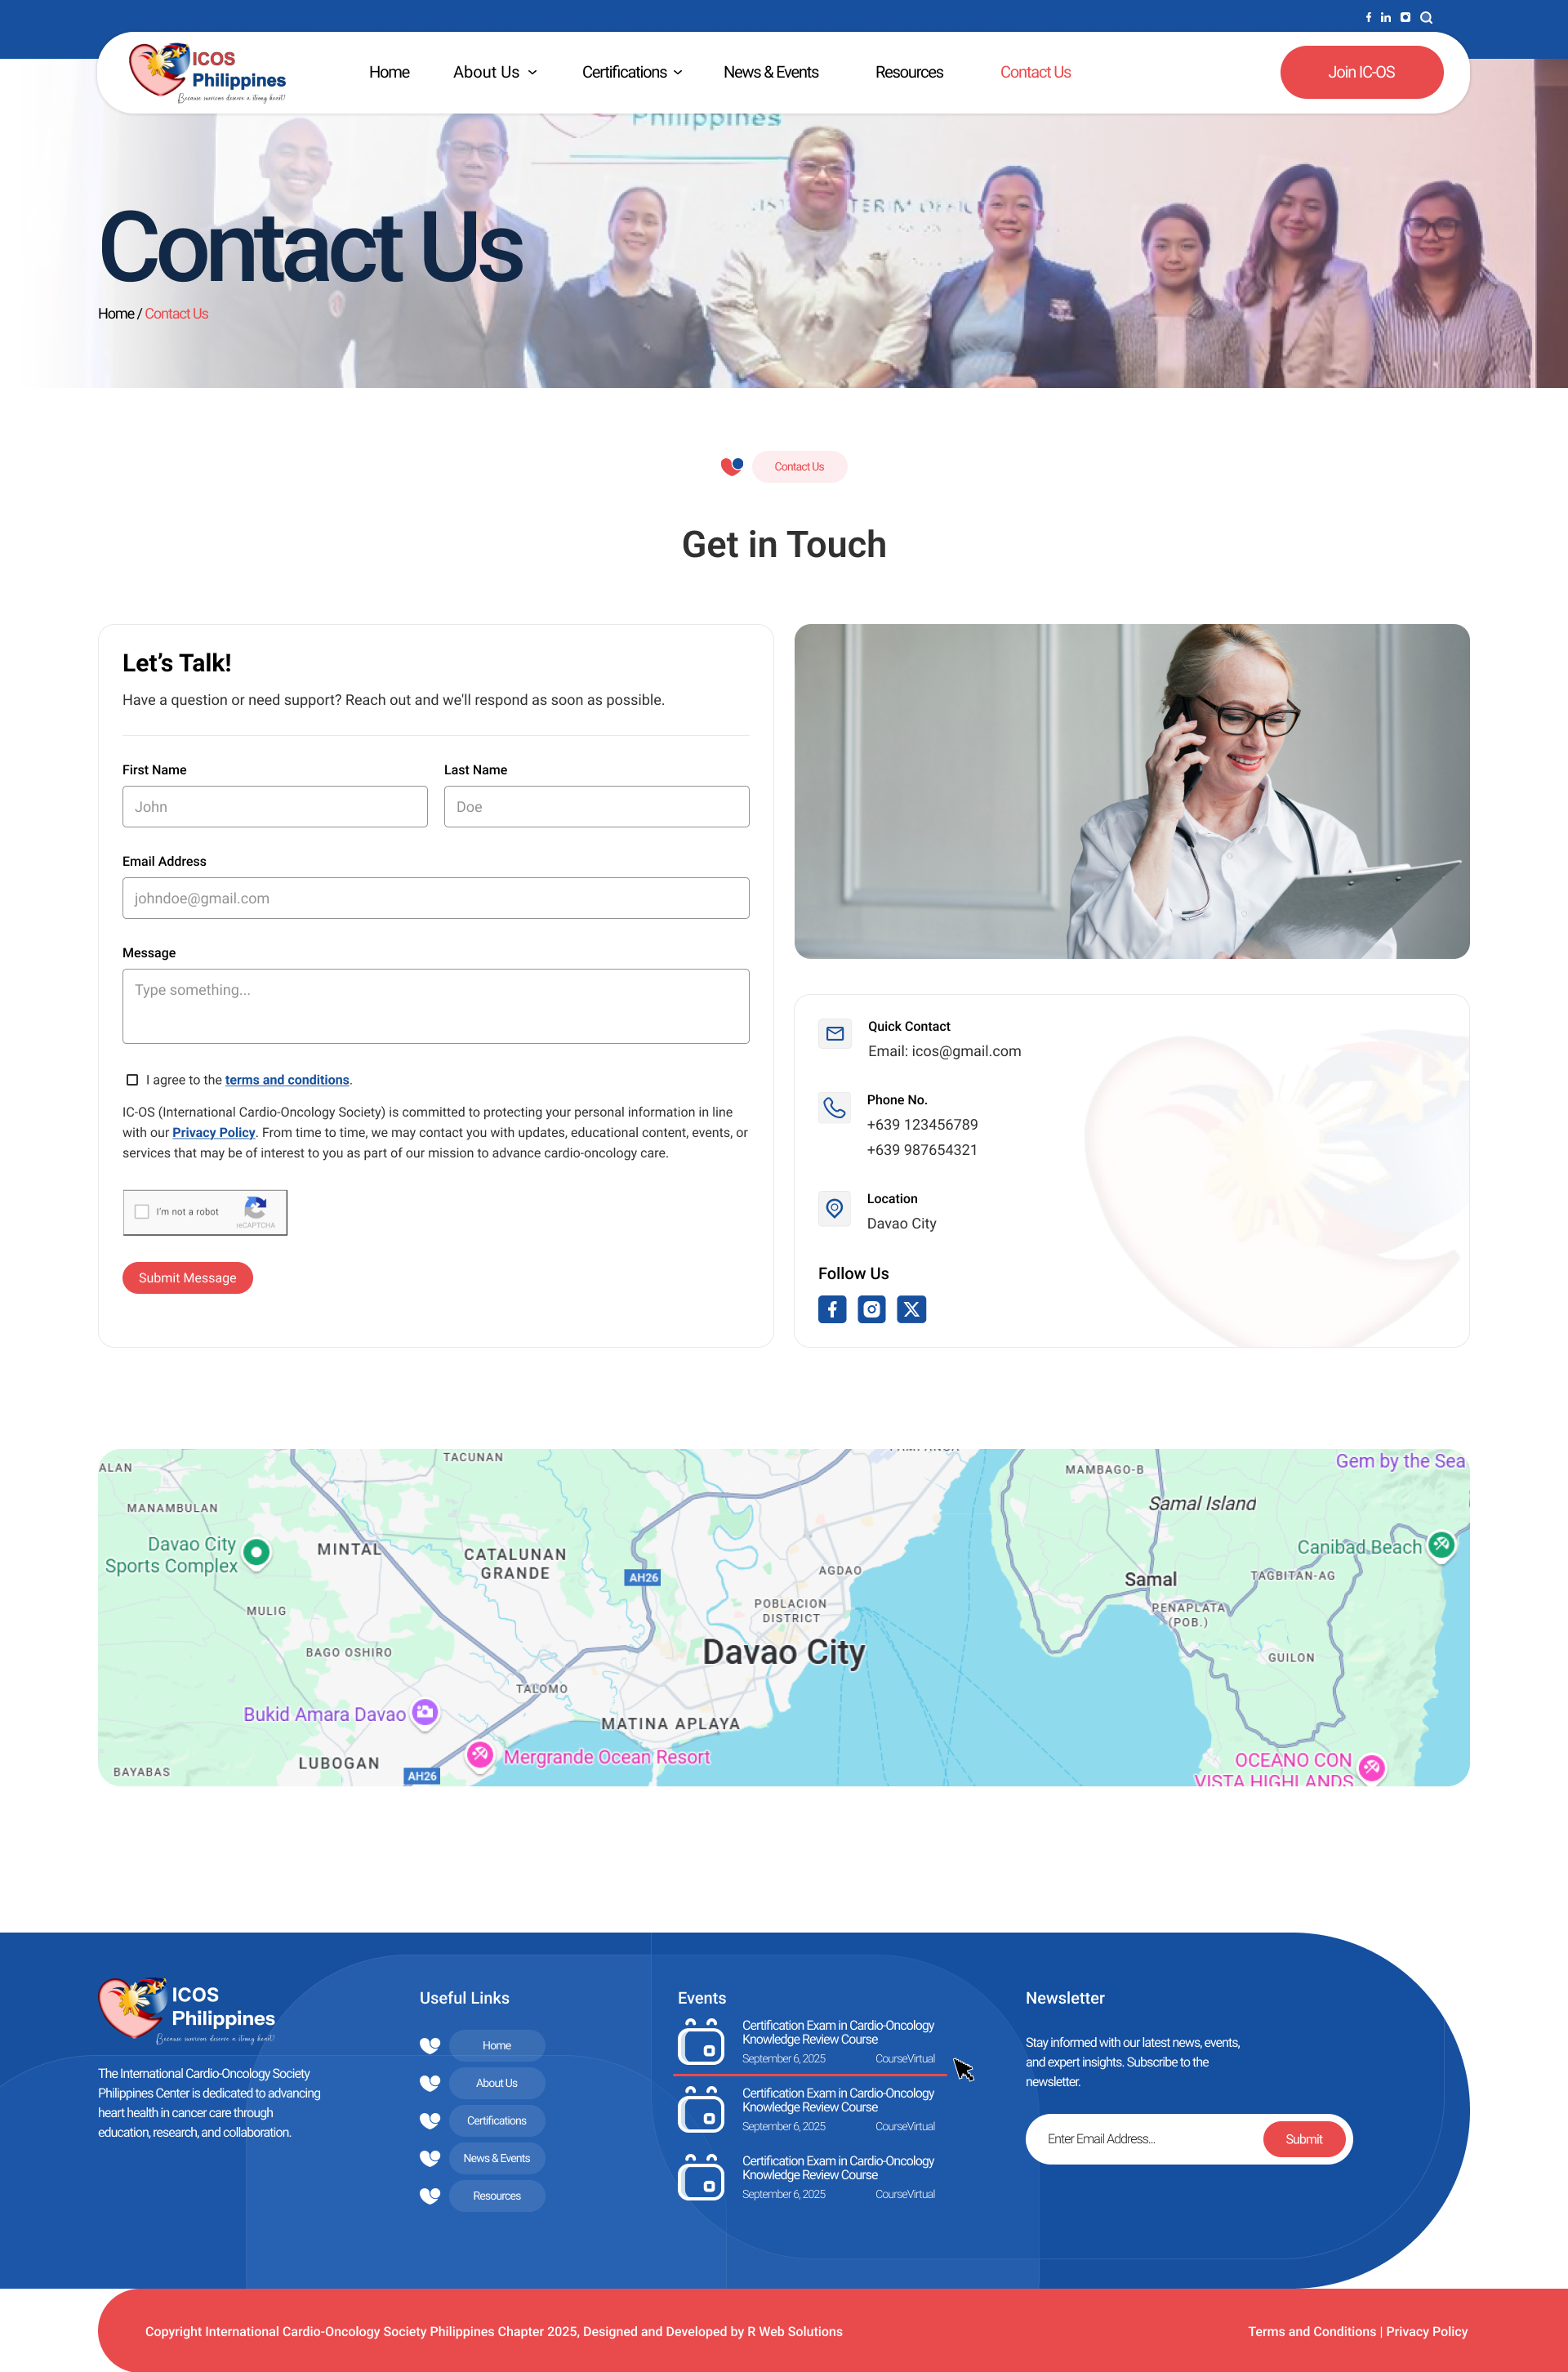 ICOS
Philippines
Because survivors deserve a strong heart!
Home
About Us
Certifications
News & Events
Resources
Contact Us
Join IC-OS
Philippines
Contact Us
Home / Contact Us
Contact Us
Get in Touch
Let's Talk!
Have a question or need support? Reach out and we'll respond as soon as possible.
First Name
Last Name
John
Doe
Email Address
johndoe@gmail.com
Message
Type something...
I agree to the terms and conditions.
IC-OS (International Cardio-Oncology Society) is committed to protecting your personal information in line
with our Privacy Policy. From time to time, we may contact you with updates, educational content, events, or
services that may be of interest to you as part of our mission to advance cardio-oncology care.
I'm not a robot
reCAPTCHA
Submit Message
Quick Contact
Email: icos@gmail.com
Phone No.
+639 123456789
+639 987654321
Location
Davao City
Follow Us
TACUNAN
ALAN
MAMBAGO-B
Gem by the Sea
MANAMBULAN
Samal Island
Davao City
Sports Complex
MINTAL
CATALUNAN
GRANDE
AH26
AGDAO
Canibad Beach
Samal
TAGBITAN-AG
MULIG
POBLACION
DISTRICT
PEÑAPLATA
(POB.)
BAGO OSHIRO
Davao City
GUILON
TALOMO
Bukid Amara Davao
MATINA APLAYA
LUBOGAN
Mergrande Ocean Resort
OCEANO CON
VISTA HIGHLANDS
BAYABAS
AH26
ICOS
Philippines
Because survivors deserve a strong heart!
The International Cardio-Oncology Society
Philippines Center is dedicated to advancing
heart health in cancer care through
education, research, and collaboration.
Useful Links
Home
About Us
Certifications
News & Events
Resources
Events
Certification Exam in Cardio-Oncology
Knowledge Review Course
September 6, 2025
CourseVirtual
Certification Exam in Cardio-Oncology
Knowledge Review Course
September 6, 2025
CourseVirtual
Certification Exam in Cardio-Oncology
Knowledge Review Course
September 6, 2025
CourseVirtual
Newsletter
Stay informed with our latest news, events,
and expert insights. Subscribe to the
newsletter.
Enter Email Address...
Submit
Copyright International Cardio-Oncology Society Philippines Chapter 2025, Designed and Developed by R Web Solutions
Terms and Conditions | Privacy Policy